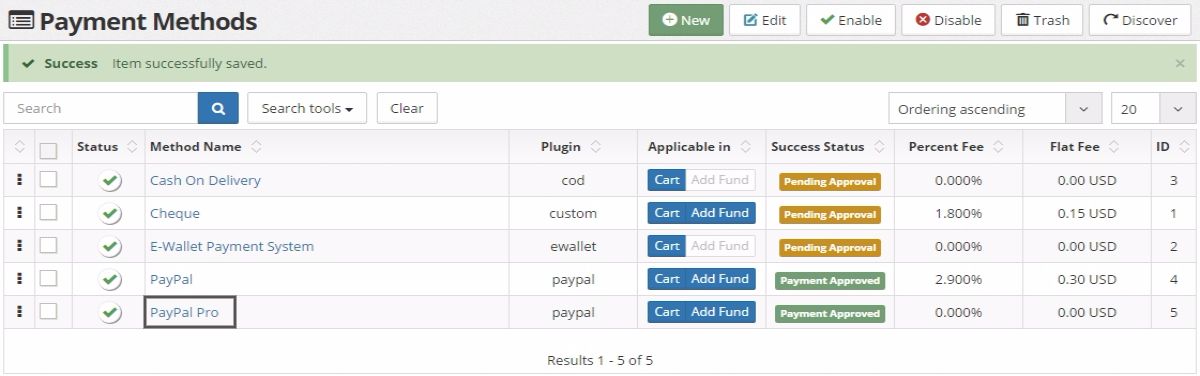 Payment Methods
New Edit Enable Disable Trash Discover
Success Item successfully saved. ×
Search Search tools Clear Ordering ascending 20
Status Method Name Plugin Applicable in Success Status Percent Fee Flat Fee ID
Cash On Delivery cod Cart Add Fund Pending Approval 0.000% 0.00 USD 3
Cheque custom Cart Add Fund Pending Approval 1.800% 0.15 USD 1
E-Wallet Payment System ewallet Cart Add Fund Pending Approval 0.000% 0.00 USD 2
PayPal paypal Cart Add Fund Payment Approved 2.900% 0.30 USD 4
PayPal Pro paypal Cart Add Fund Payment Approved 0.000% 0.00 USD 5
Results 1 - 5 of 5